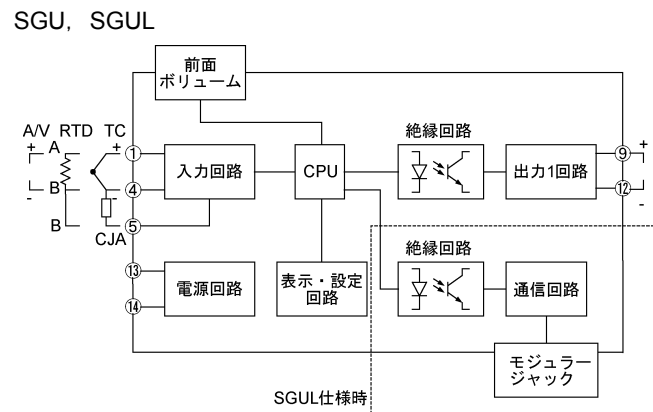 SGU, SGUL
前面
ボリューム
A/V RTD TC
+ A +
- B -
B
CJA
①
④
⑤
⑬
⑭
入力回路
電源回路
CPU
表示・設定
回路
絶縁回路
出力1回路
⑨
⑫
+
-
絶縁回路
通信回路
モジュラー
ジャック
SGUL仕様時